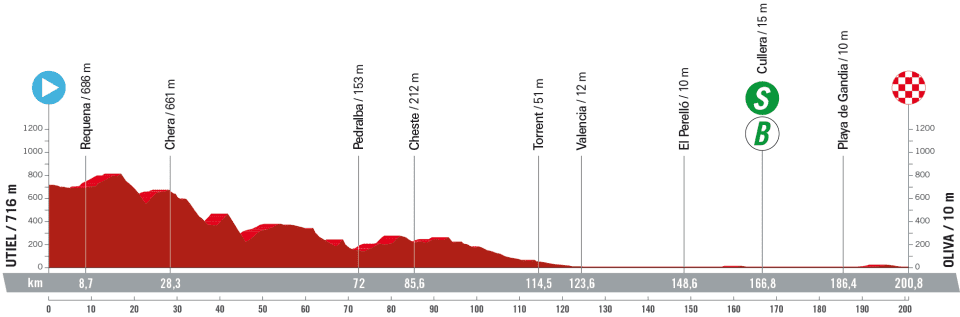 Requena / 686 m
Chera / 661 m
Pedralba / 153 m
Cheste / 212 m
Torrent / 51 m
Valencia / 12 m
El Perelló / 10 m
Cullera / 15 m
Playa de Gandia / 10 m
S
B
UTIEL / 716 m
1200
1000
800
600
400
200
0
1200
1000
800
600
400
200
0
OLIVA / 10 m
km 8,7 28,3 72 85,6 114,5 123,6 148,6 166,8 186,4 200,8
0 10 20 30 40 50 60 70 80 90 100 110 120 130 140 150 160 170 180 190 200